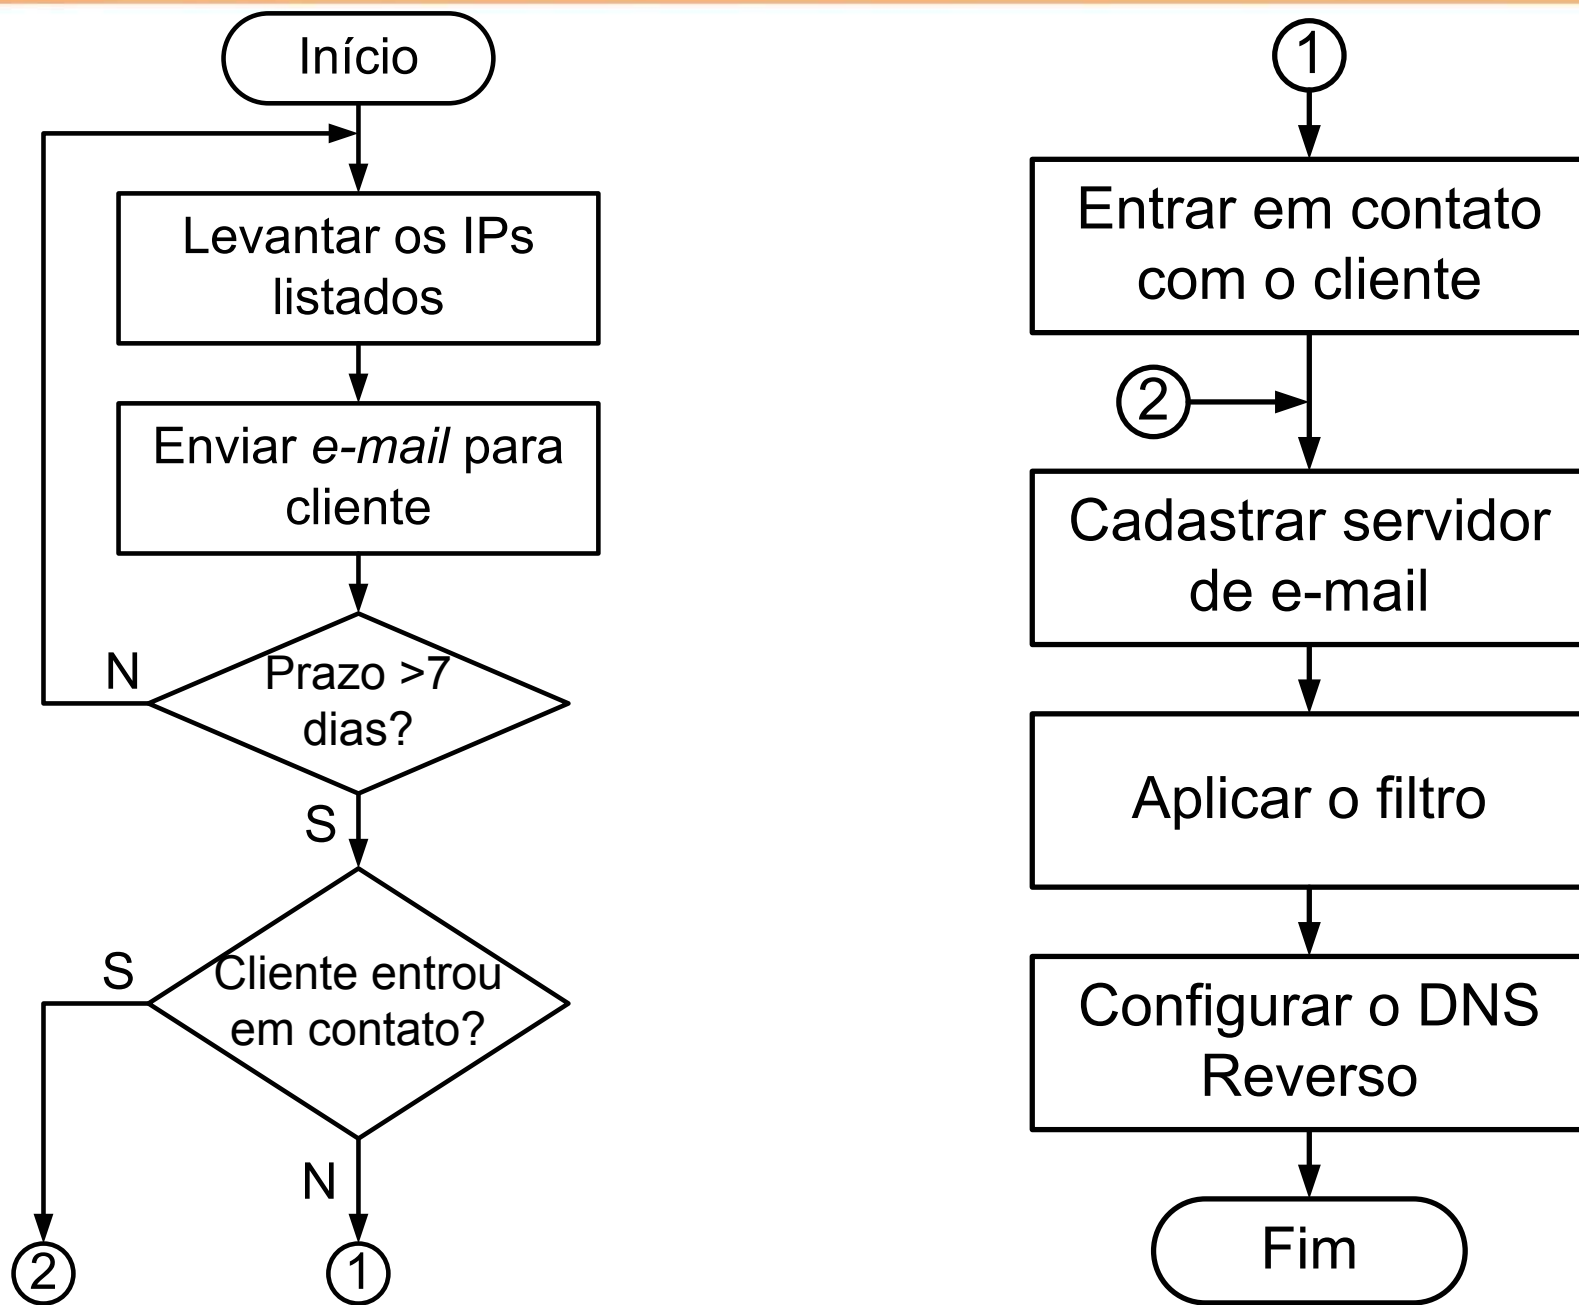 Início
Levantar os IPs
listados
Enviar e-mail para
cliente
N
Prazo >7
dias?
S
S
Cliente entrou
em contato?
N
2
1
1
Entrar em contato
com o cliente
2
Cadastrar servidor
de e-mail
Aplicar o filtro
Configurar o DNS
Reverso
Fim